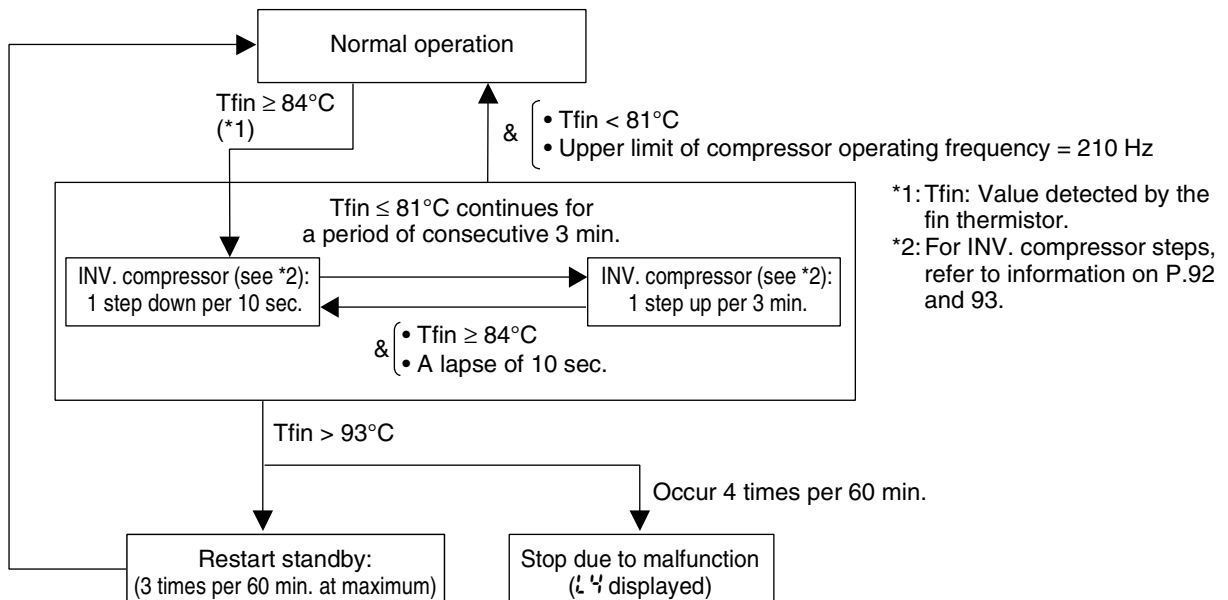 Normal operation
Tfin ≥ 84°C
(*1)
&
• Tfin < 81°C
• Upper limit of compressor operating frequency = 210 Hz
Tfin ≤ 81°C continues for
a period of consecutive 3 min.
INV. compressor (see *2):
1 step down per 10 sec.
INV. compressor (see *2):
1 step up per 3 min.
&
• Tfin ≥ 84°C
• A lapse of 10 sec.
*1: Tfin: Value detected by the
fin thermistor.
*2: For INV. compressor steps,
refer to information on P.92
and 93.
Tfin > 93°C
Occur 4 times per 60 min.
Restart standby:
(3 times per 60 min. at maximum)
Stop due to malfunction
(L4 displayed)